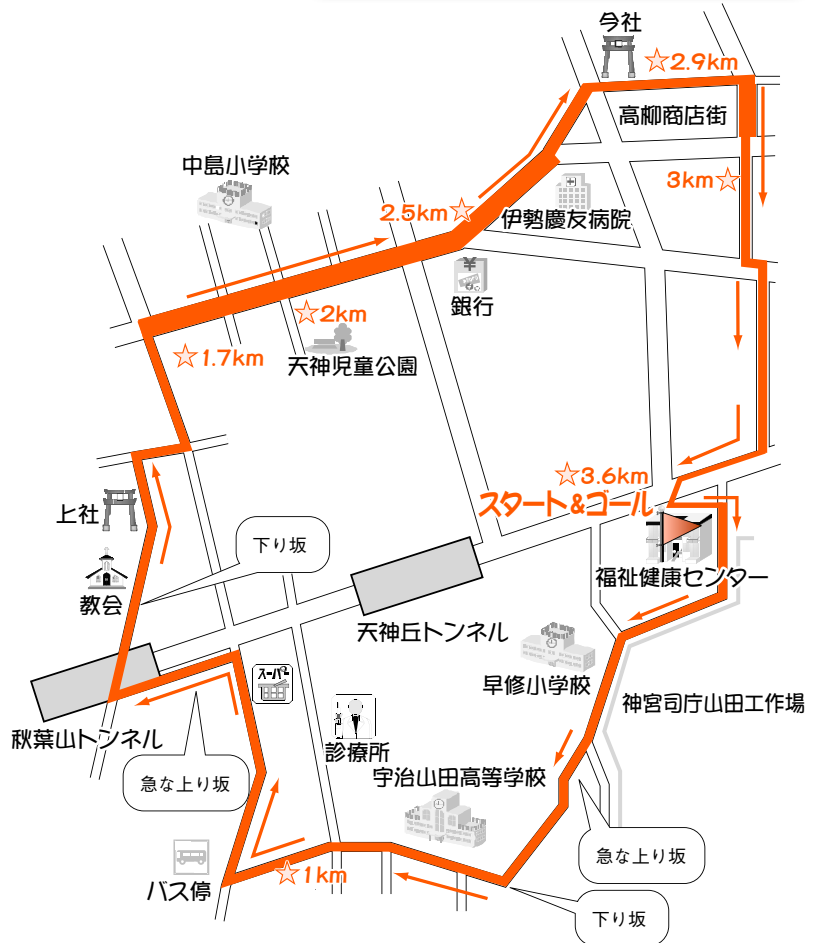 今社
☆2.9km
高柳商店街
中島小学校
3km☆
2.5km☆
伊勢慶友病院
¥
銀行
☆2km
☆1.7km
天神児童公園
☆3.6km
スタート&ゴール
上社
下り坂
福祉健康センター
教会
天神丘トンネル
スーパー
早修小学校
神宮司庁山田工作場
秋葉山トンネル
診療所
急な上り坂
宇治山田高等学校
急な上り坂
☆1km
バス停
下り坂